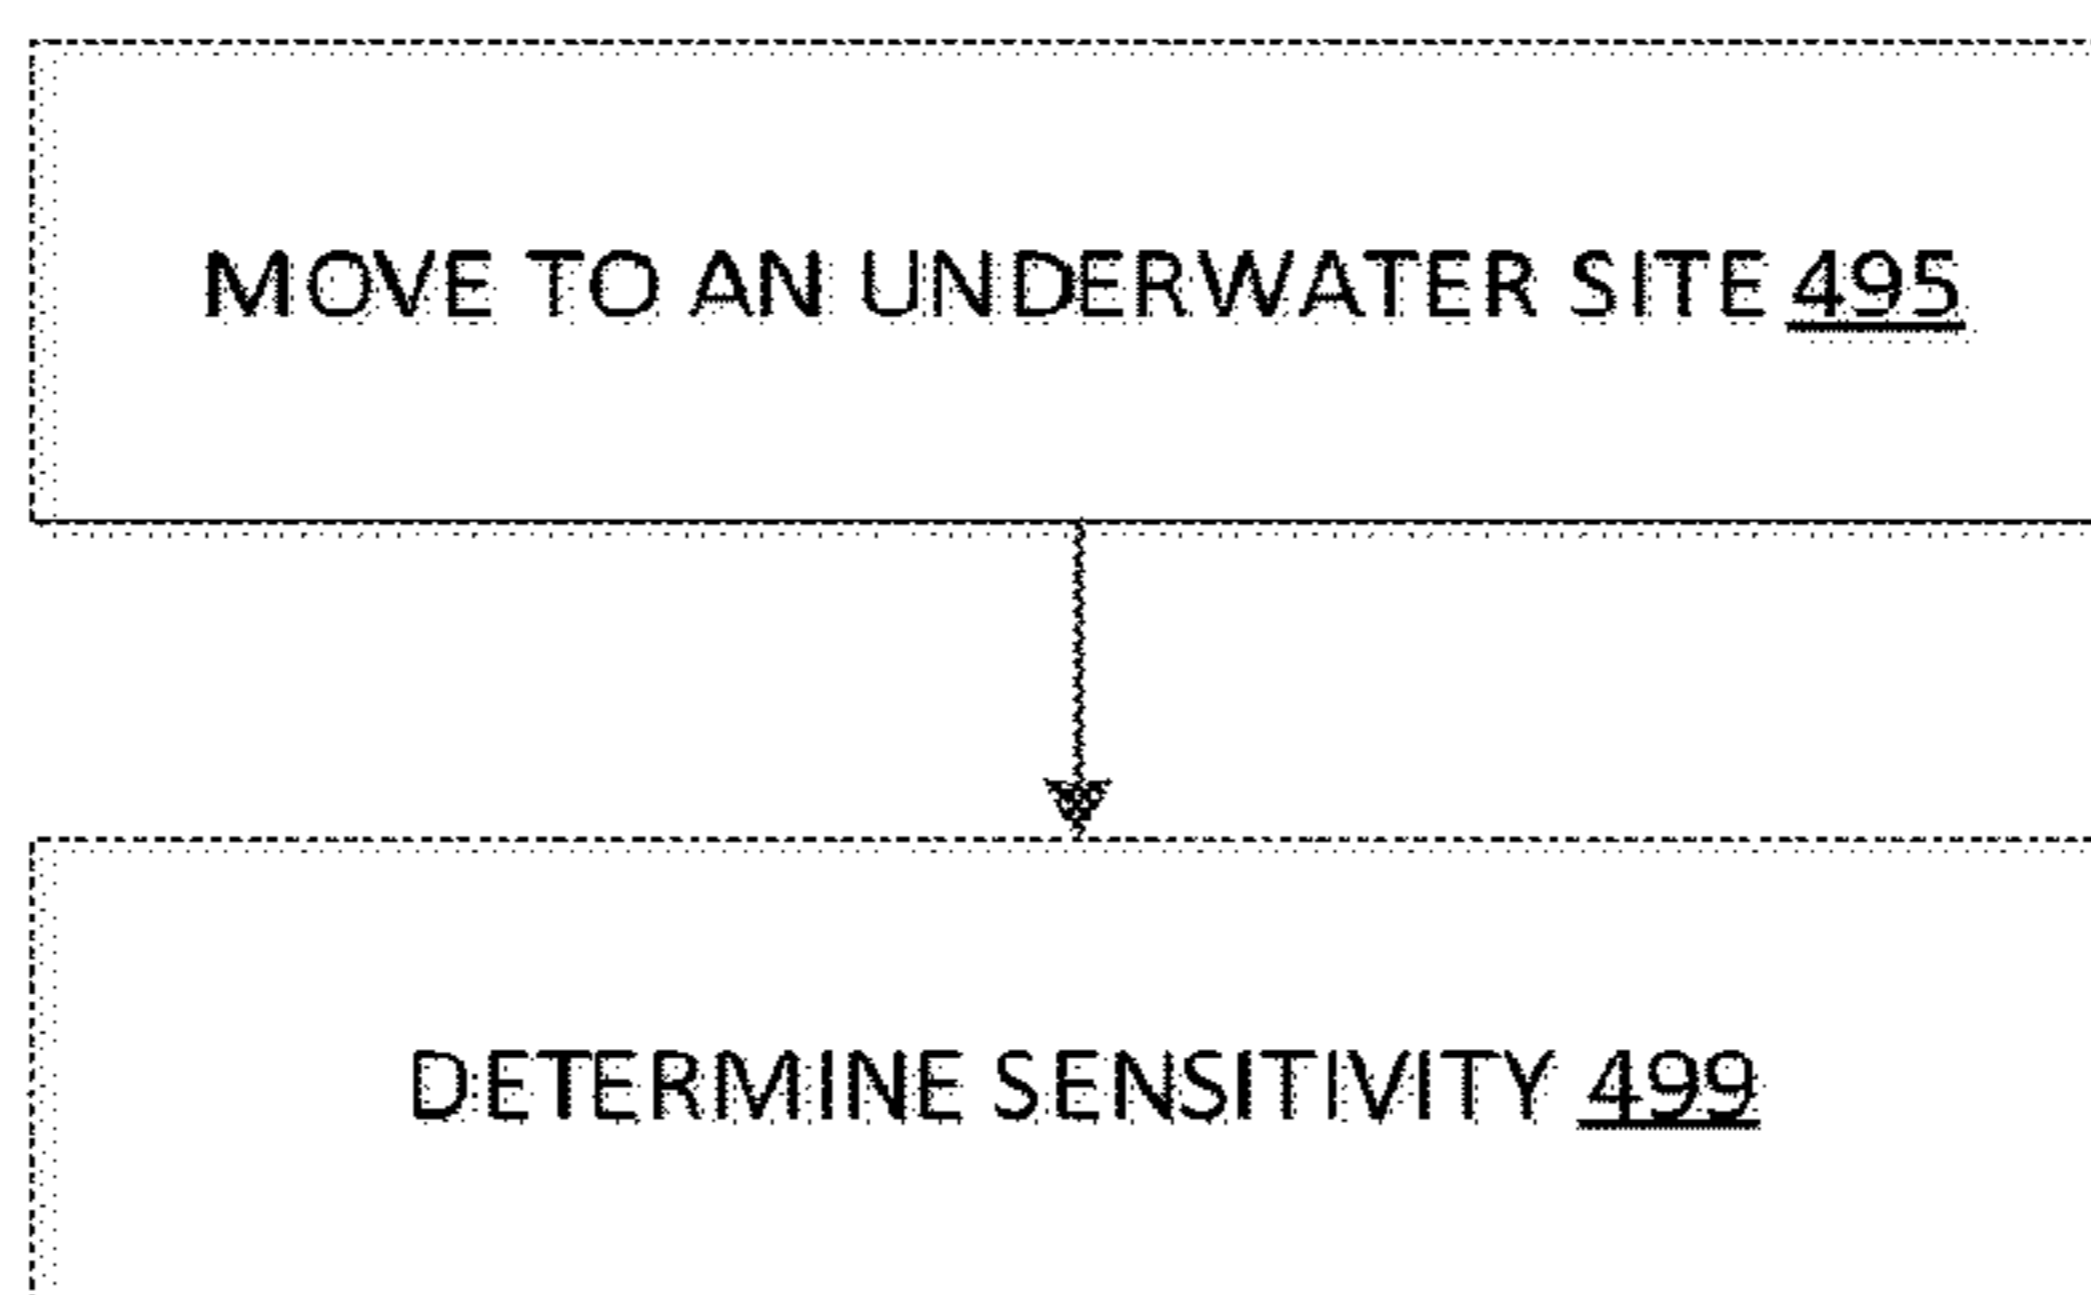 MOVE TO AN UNDERWATER SITE 495
DETERMINE SENSITIVITY 499